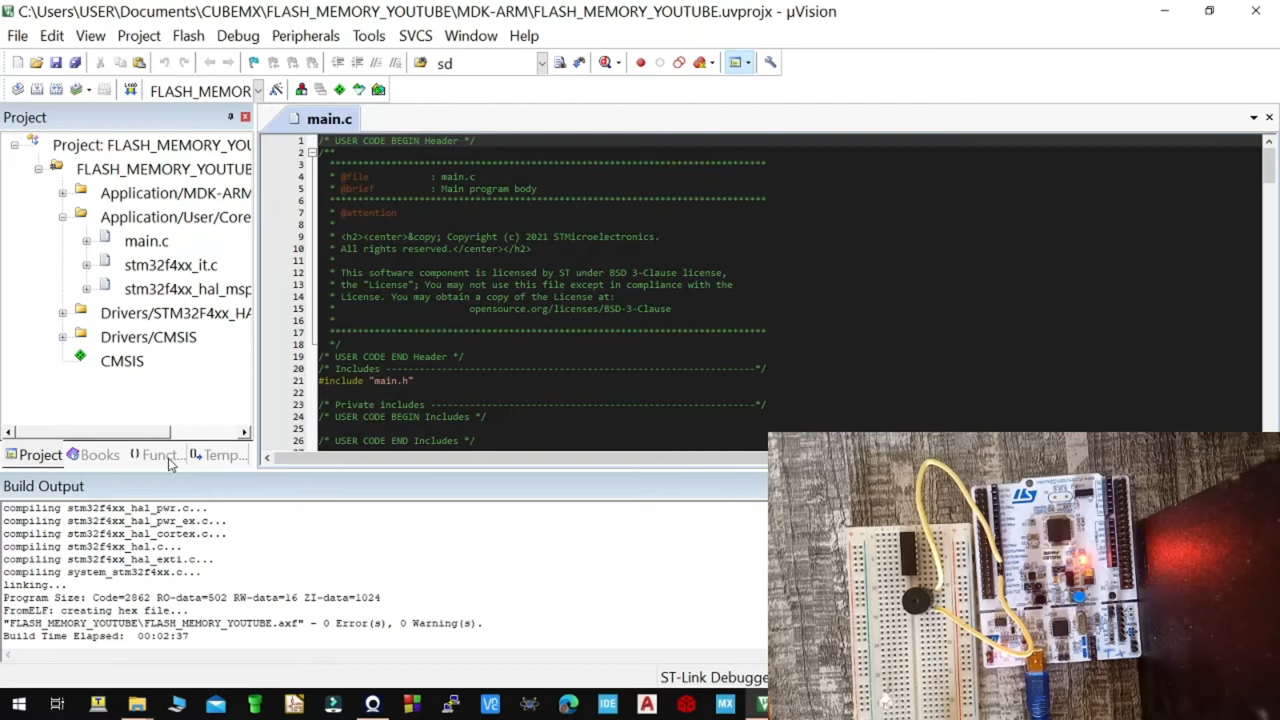 C:\Users\USER\Documents\CUBEMX\FLASH_MEMORY_YOUTUBE\MDK-ARM\FLASH_MEMORY_YOUTUBE.uvprojx - µVision
File Edit View Project Flash Debug Peripherals Tools SVCS Window Help
sd
FLASH_MEMOR
Project
Project: FLASH_MEMORY_YOU
FLASH_MEMORY_YOUTUBE
Application/MDK-ARM
Application/User/Core
main.c
stm32f4xx_it.c
stm32f4xx_hal_msp
Drivers/STM32F4xx_HA
Drivers/CMSIS
CMSIS
Project Books Funct... Temp...
main.c
1 /* USER CODE BEGIN Header */
2 /**
3 ******************************************************************************
4 * @file : main.c
5 * @brief : Main program body
6 ******************************************************************************
7 * @attention
8 *
9 * <h2><center>&copy; Copyright (c) 2021 STMicroelectronics.
10 * All rights reserved.</center></h2>
11 *
12 * This software component is licensed by ST under BSD 3-Clause license,
13 * the "License"; You may not use this file except in compliance with the
14 * License. You may obtain a copy of the License at:
15 * opensource.org/licenses/BSD-3-Clause
16 *
17 ******************************************************************************
18 */
19 /* USER CODE END Header */
20 /* Includes ------------------------------------------------------------------*/
21 #include "main.h"
22
23 /* Private includes ----------------------------------------------------------*/
24 /* USER CODE BEGIN Includes */
25
26 /* USER CODE END Includes */
Build Output
compiling stm32f4xx_hal_pwr.c...
compiling stm32f4xx_hal_pwr_ex.c...
compiling stm32f4xx_hal_cortex.c...
compiling stm32f4xx_hal.c...
compiling stm32f4xx_hal_exti.c...
compiling system_stm32f4xx.c...
linking...
Program Size: Code=2862 RO-data=502 RW-data=16 ZI-data=1024
FromELF: creating hex file...
"FLASH_MEMORY_YOUTUBE\FLASH_MEMORY_YOUTUBE.axf" - 0 Error(s), 0 Warning(s).
Build Time Elapsed: 00:02:37
ST-Link Debugge
IDE
MX